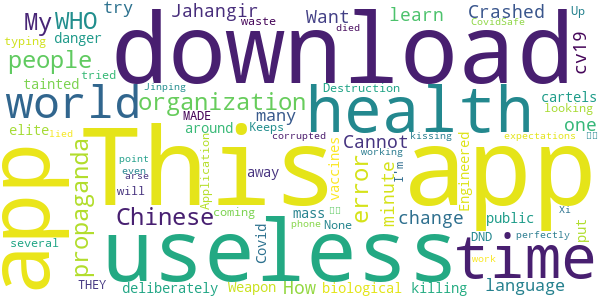 My WHO try Jahangir Want learn Crashed Up
typing danger waste died CovidSafe
people tainted tried download cv19
world Jinping Destruction cartels
organization health looking
elite lied MADE many one
around Keeps corrupted Cannot kissing expectations
app propaganda This app
point even arse Application away vaccines error minute working I'm Engineered
will coming mass None phone
Chinese Covid change public Xi put
several useless DND perfectly time
THEY deliberately Weapon How biological killing work language